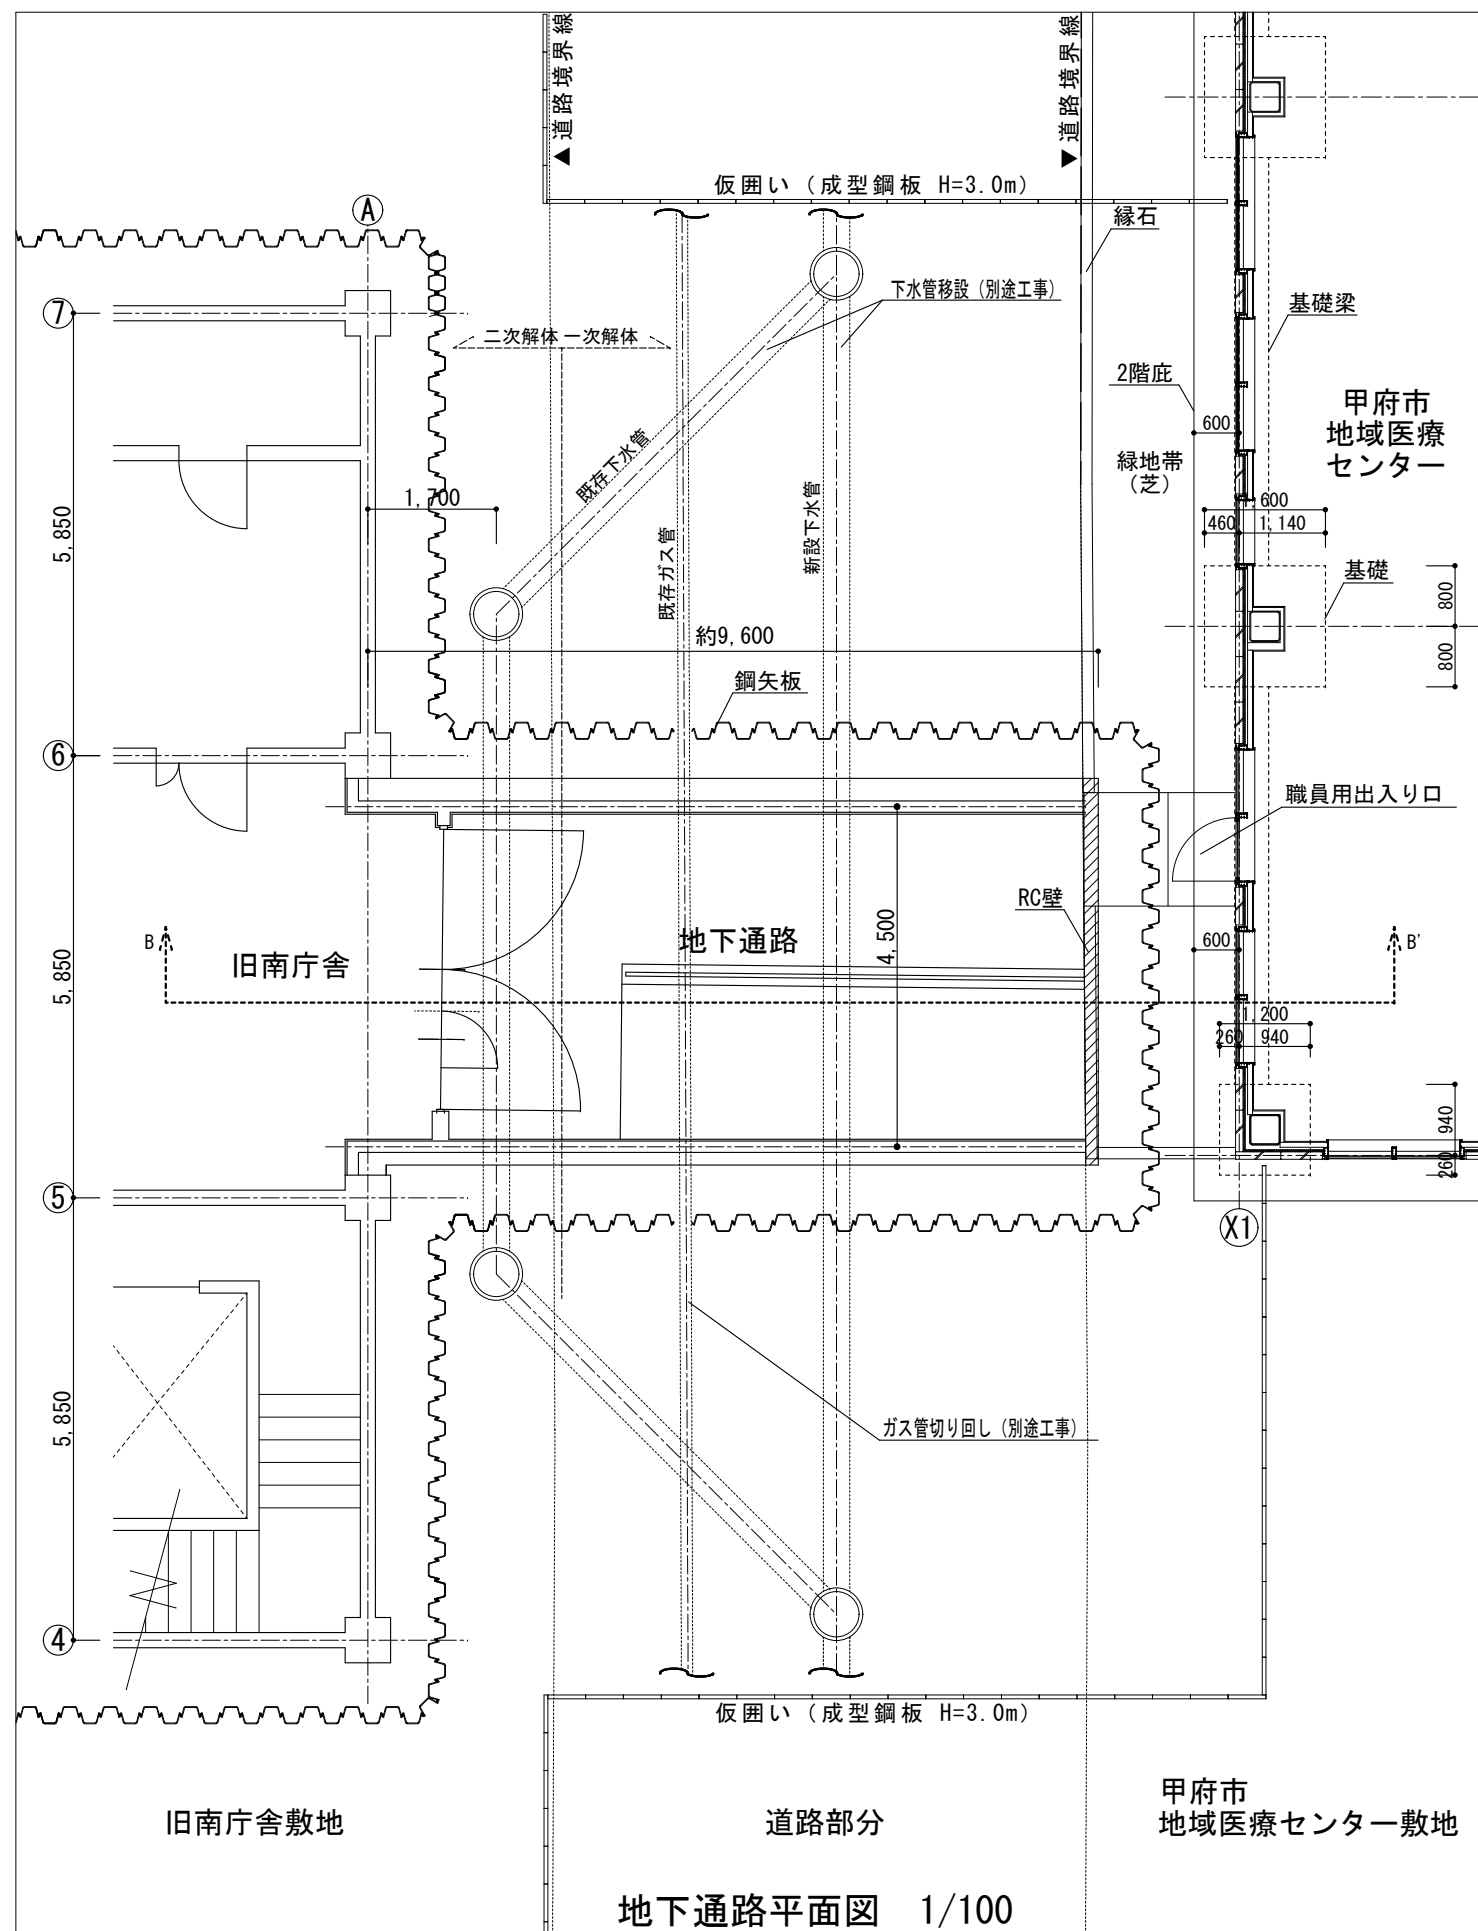 ◀ 道路境界線
▼ 道路境界線
仮囲い（成型鋼板 H=3.0m）
A
縁石
下水管移設（別途工事）
7
基礎梁
二次解体
一次解体
2階庇
甲府市
地域医療
センター
600
緑地帯
（芝）
既存下水管
1,700
1,600
460
1,140
5,850
新設下水管
既存ガス管
基礎
800
800
約9,600
鋼矢板
6
職員用出入り口
RC壁
4,500
地下通路
B
旧南庁舎
B'
600
5,850
1,200
260
940
940
260
5
X1
5,850
ガス管切り回し（別途工事）
4
仮囲い（成型鋼板 H=3.0m）
旧南庁舎敷地
道路部分
甲府市
地域医療センター敷地
地下通路平面図 1/100